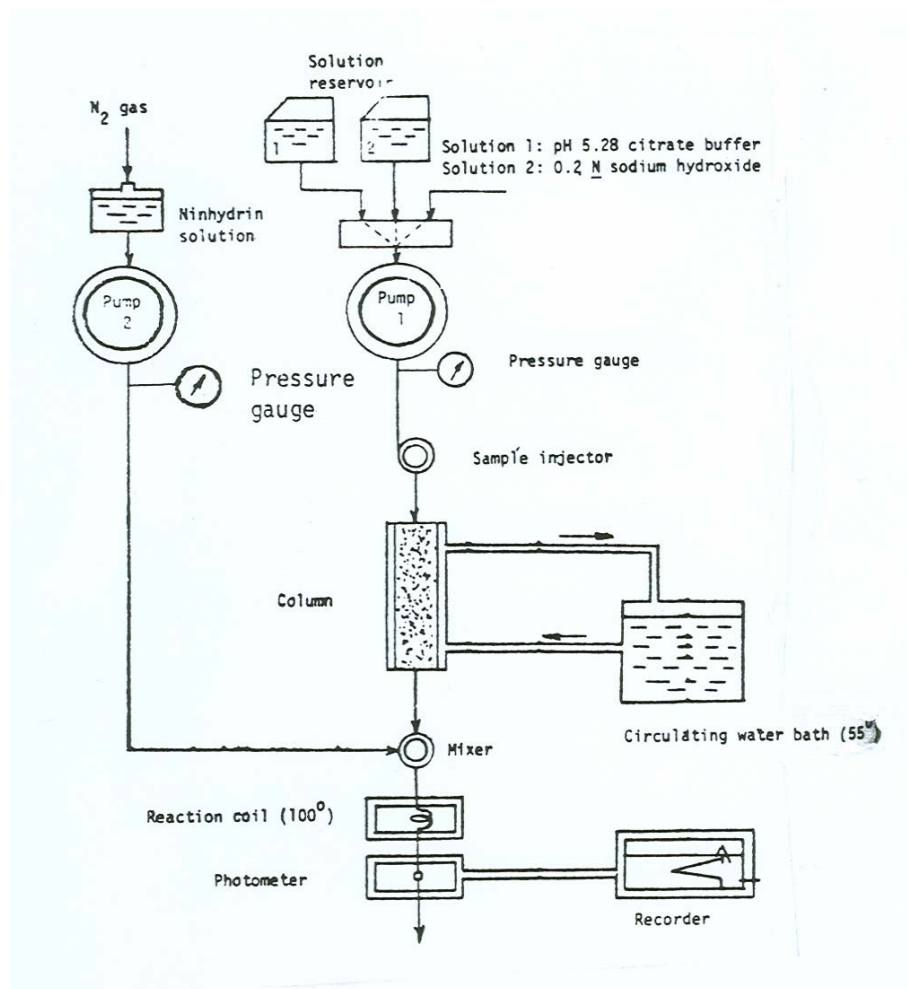 Solution
reservoir
N2 gas
1
2
Solution 1: pH 5.28 citrate buffer
Solution 2: 0.2 N sodium hydroxide
Ninhydrin
solution
Pump
2
Pump
1
Pressure gauge
Pressure
gauge
Sample injector
Column
Circulating water bath (55°)
Mixer
Reaction coil (100°)
Photometer
Recorder